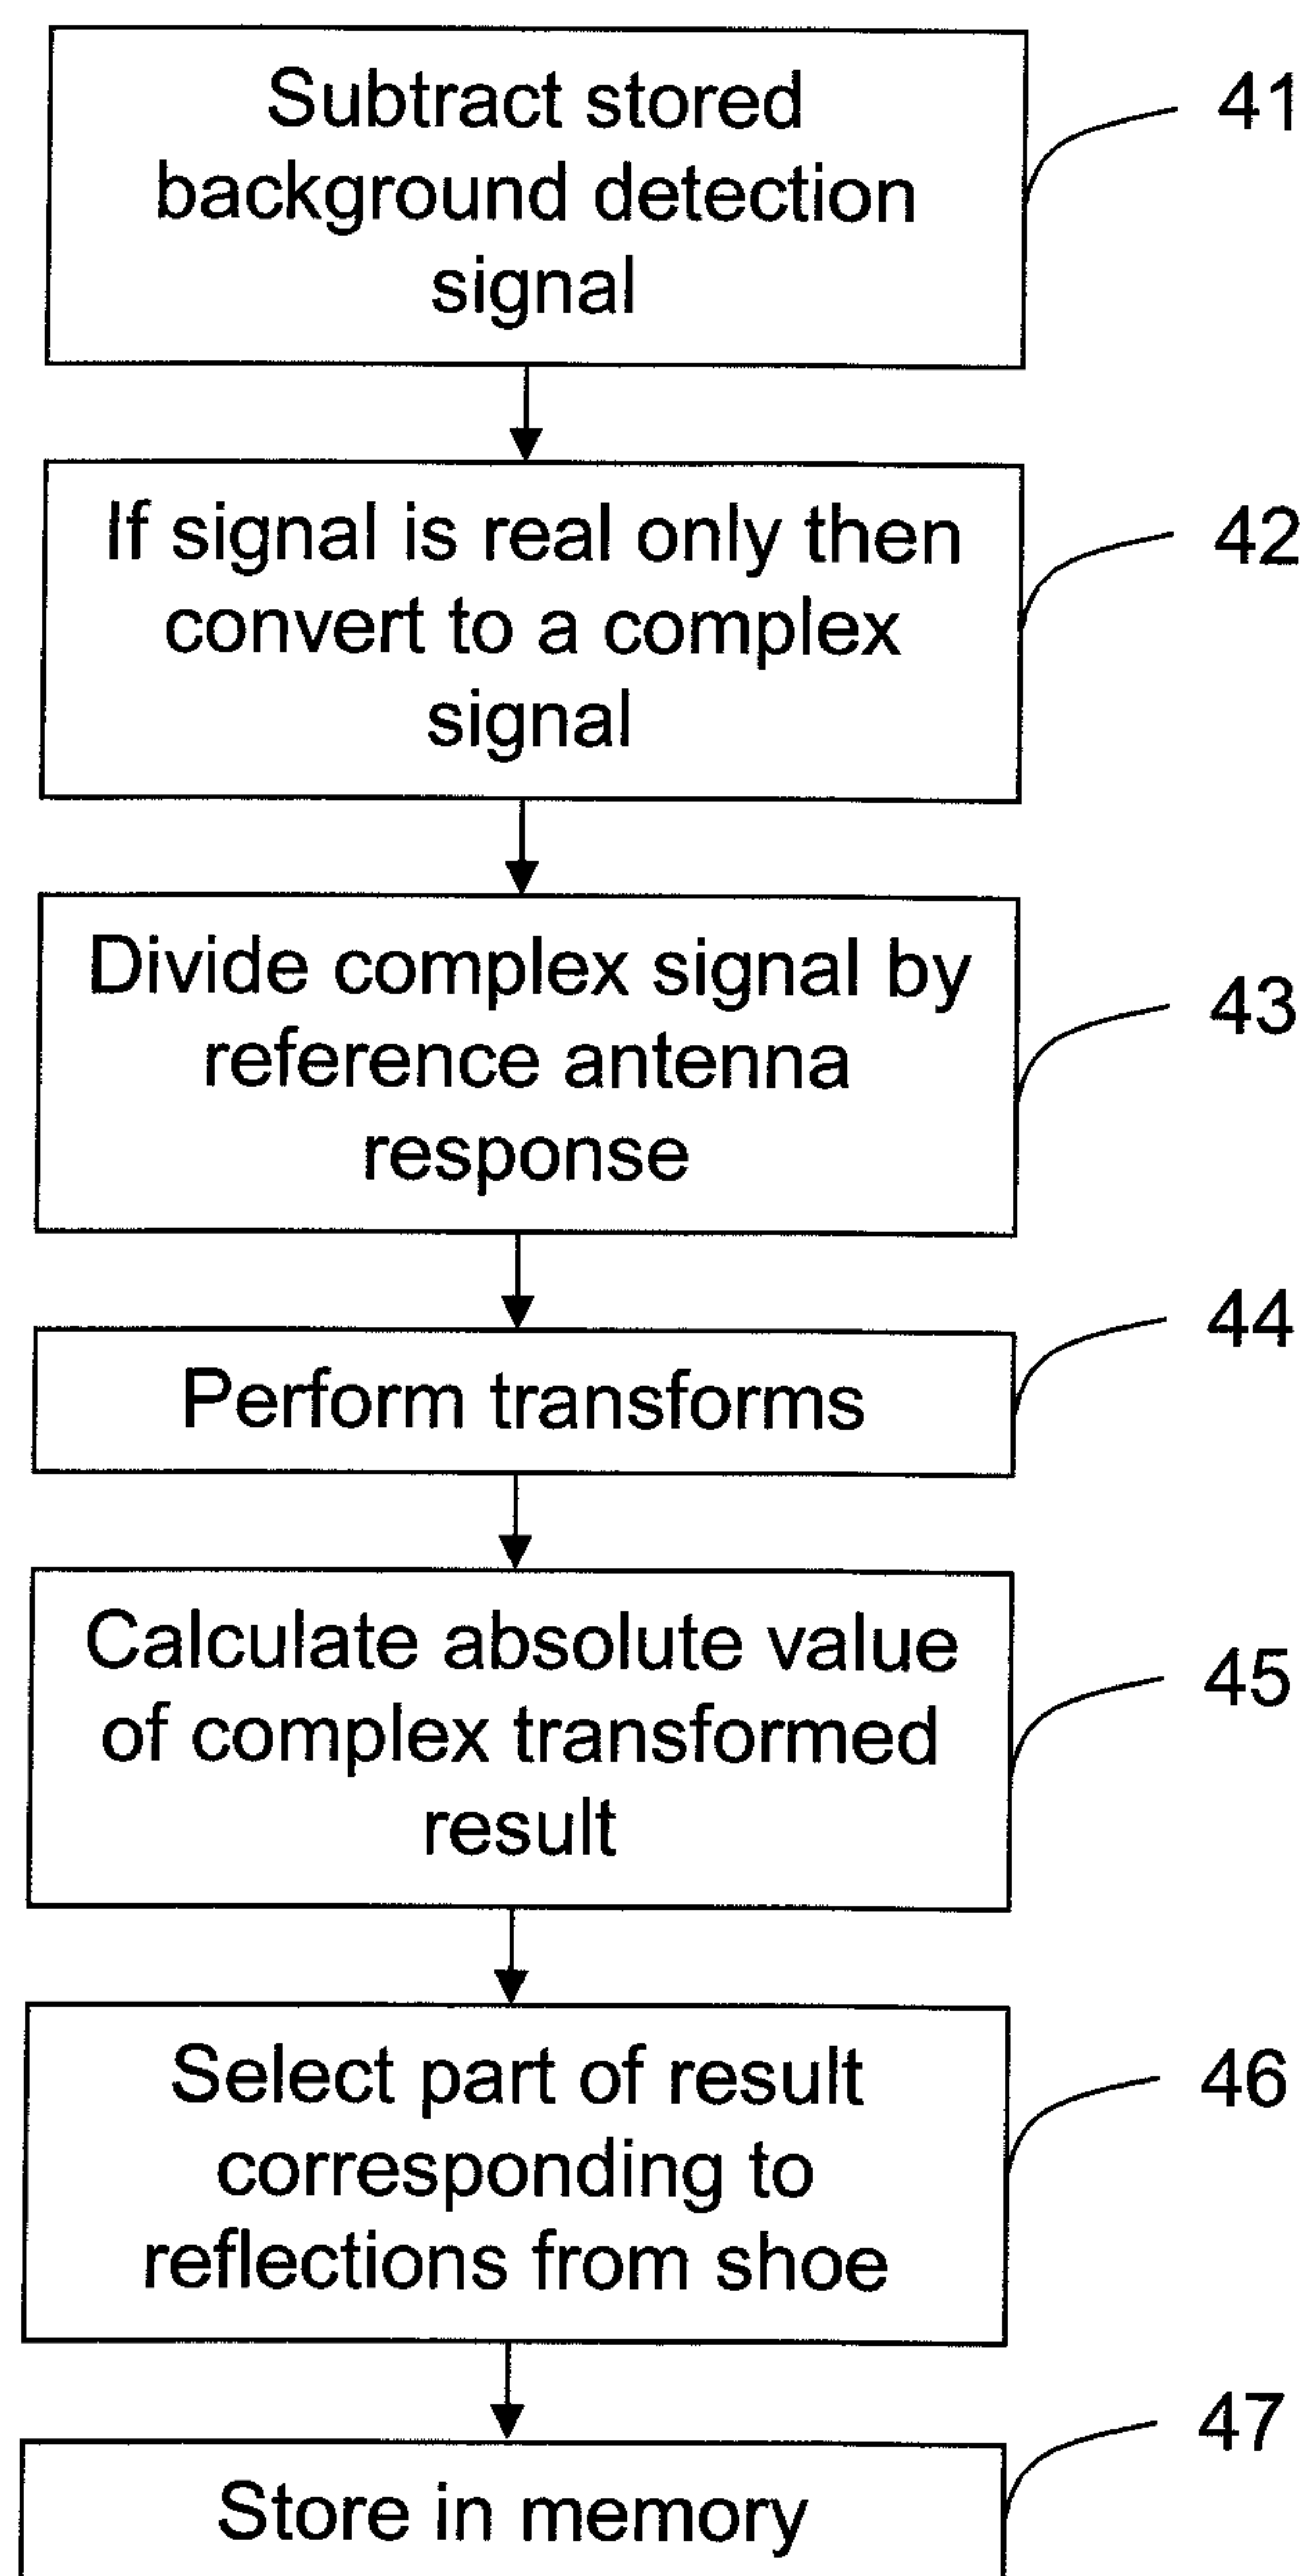 Subtract stored
background detection
signal
41
If signal is real only then
convert to a complex
signal
42
Divide complex signal by
reference antenna
response
43
Perform transforms
44
Calculate absolute value
of complex transformed
result
45
Select part of result
corresponding to
reflections from shoe
46
Store in memory
47